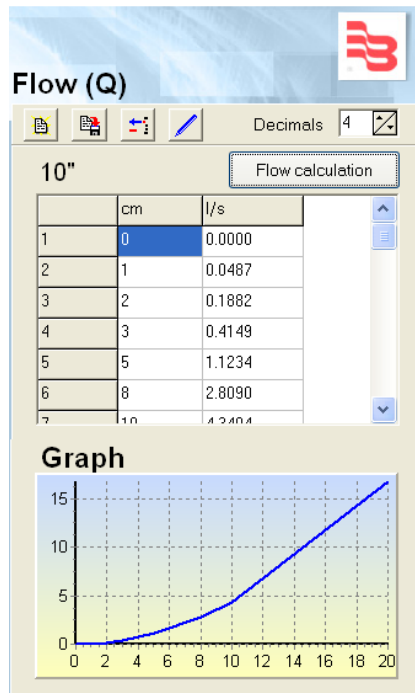 Flow (Q)
Decimals 4
10"
Flow calculation
cm l/s
1 0 0.0000
2 1 0.0487
3 2 0.1882
4 3 0.4149
5 5 1.1234
6 8 2.8090
7 10
Graph
15
10
5
0
0 2 4 6 8 10 12 14 16 18 20